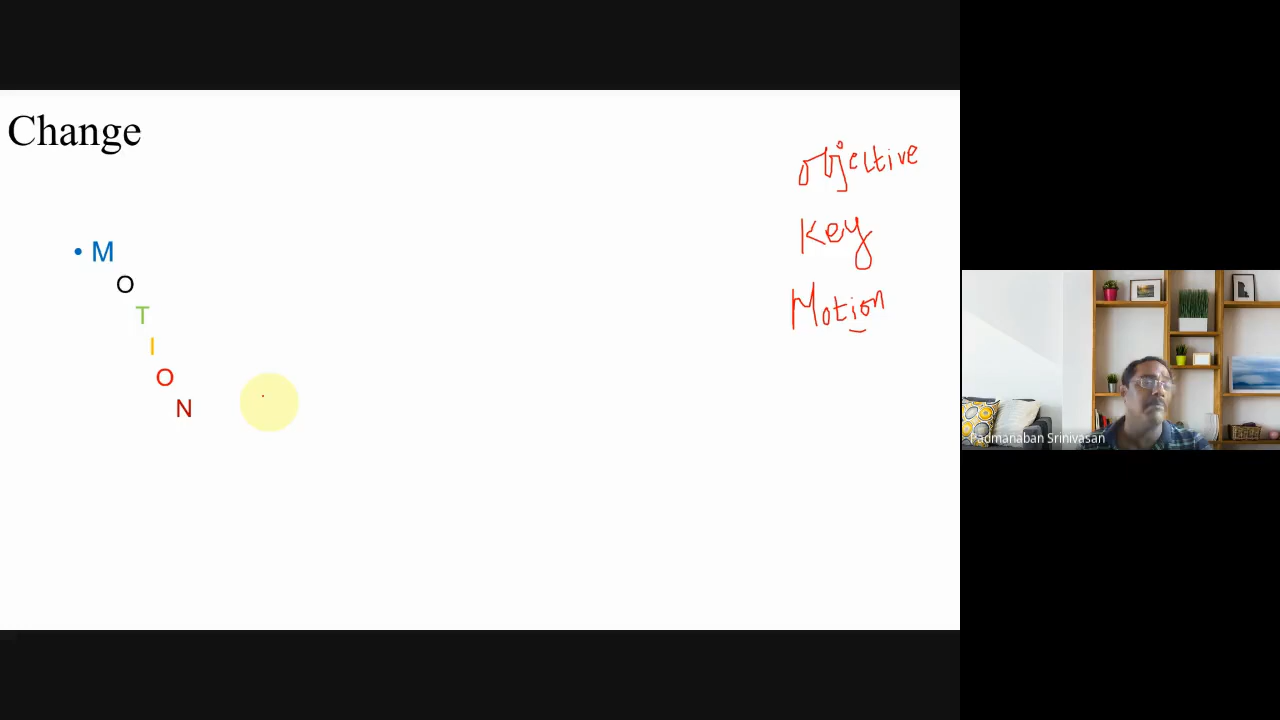 Change
• M
O
T
I
O
N
Objective
Key
Motion
Padmanaban Srinivasan